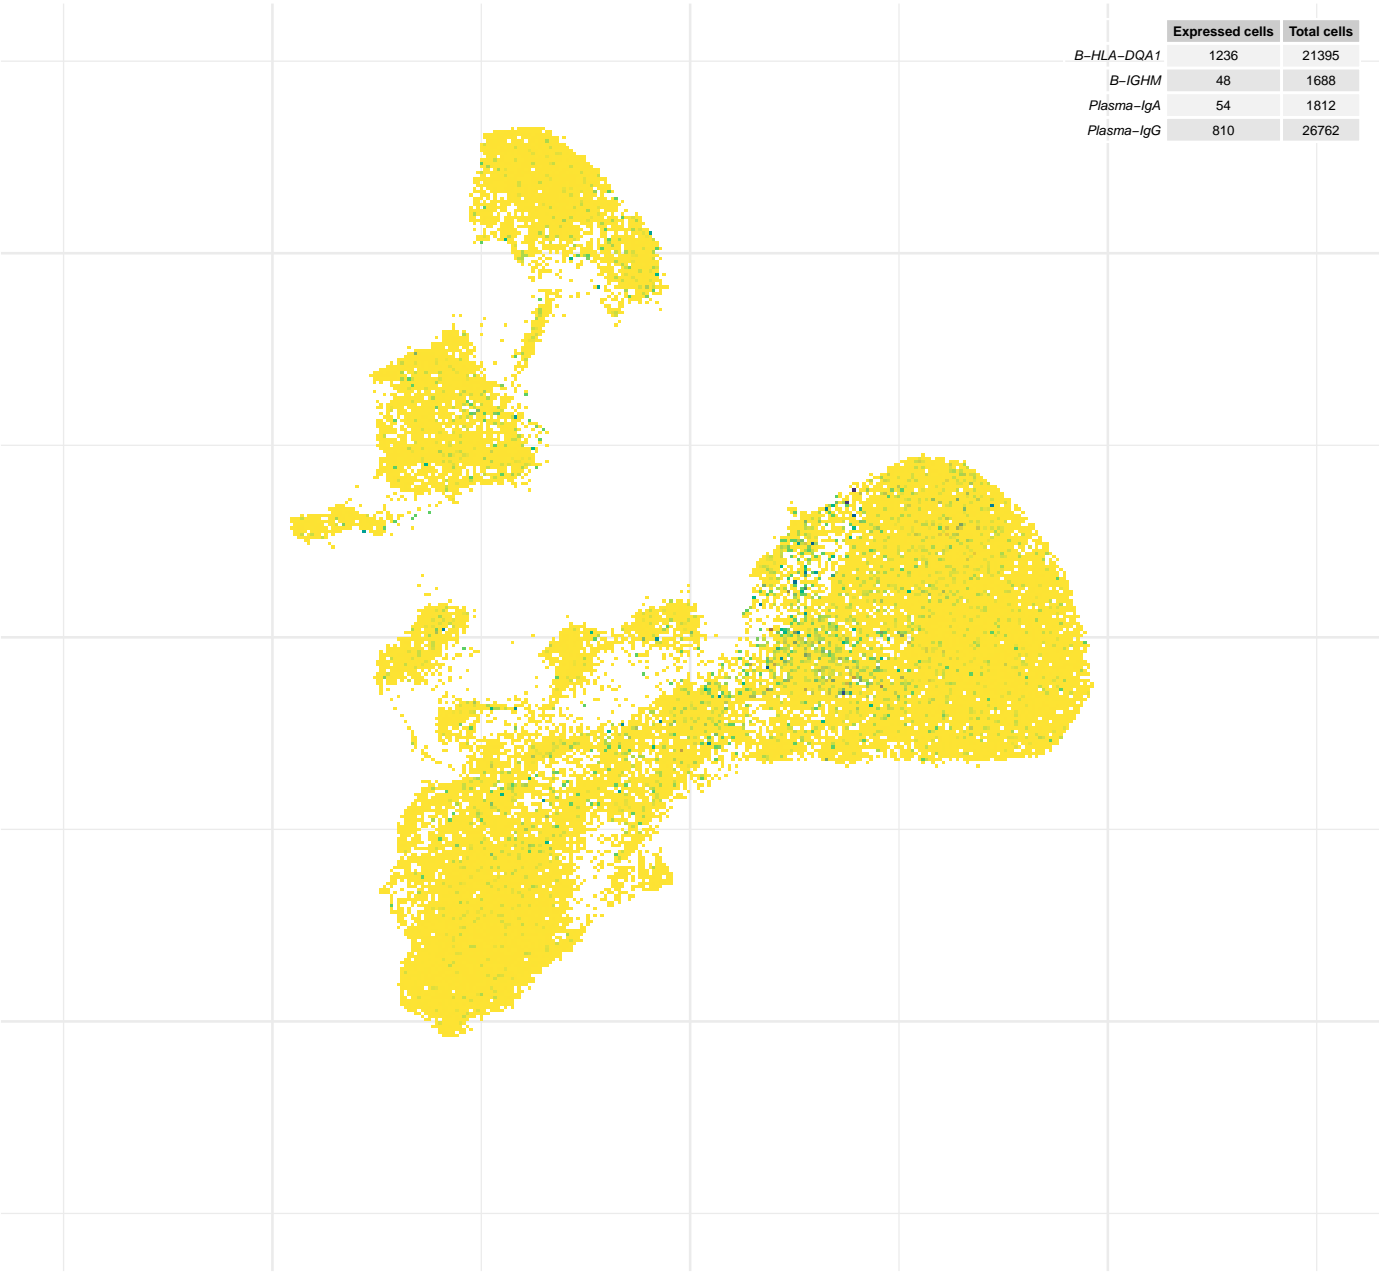 Expressed cells Total cells
B−HLA−DQA1 1236 21395
B−IGHM 48 1688
Plasma−IgA 54 1812
Plasma−IgG 810 26762